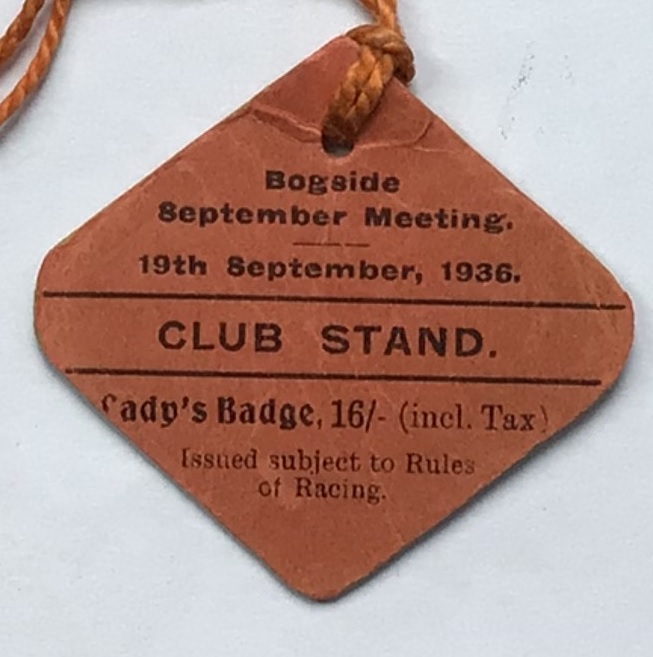 Bogside
September Meeting.
19th September, 1936.
CLUB STAND.
Lady's Badge, 16/- (incl. Tax)
Issued subject to Rules
of Racing.